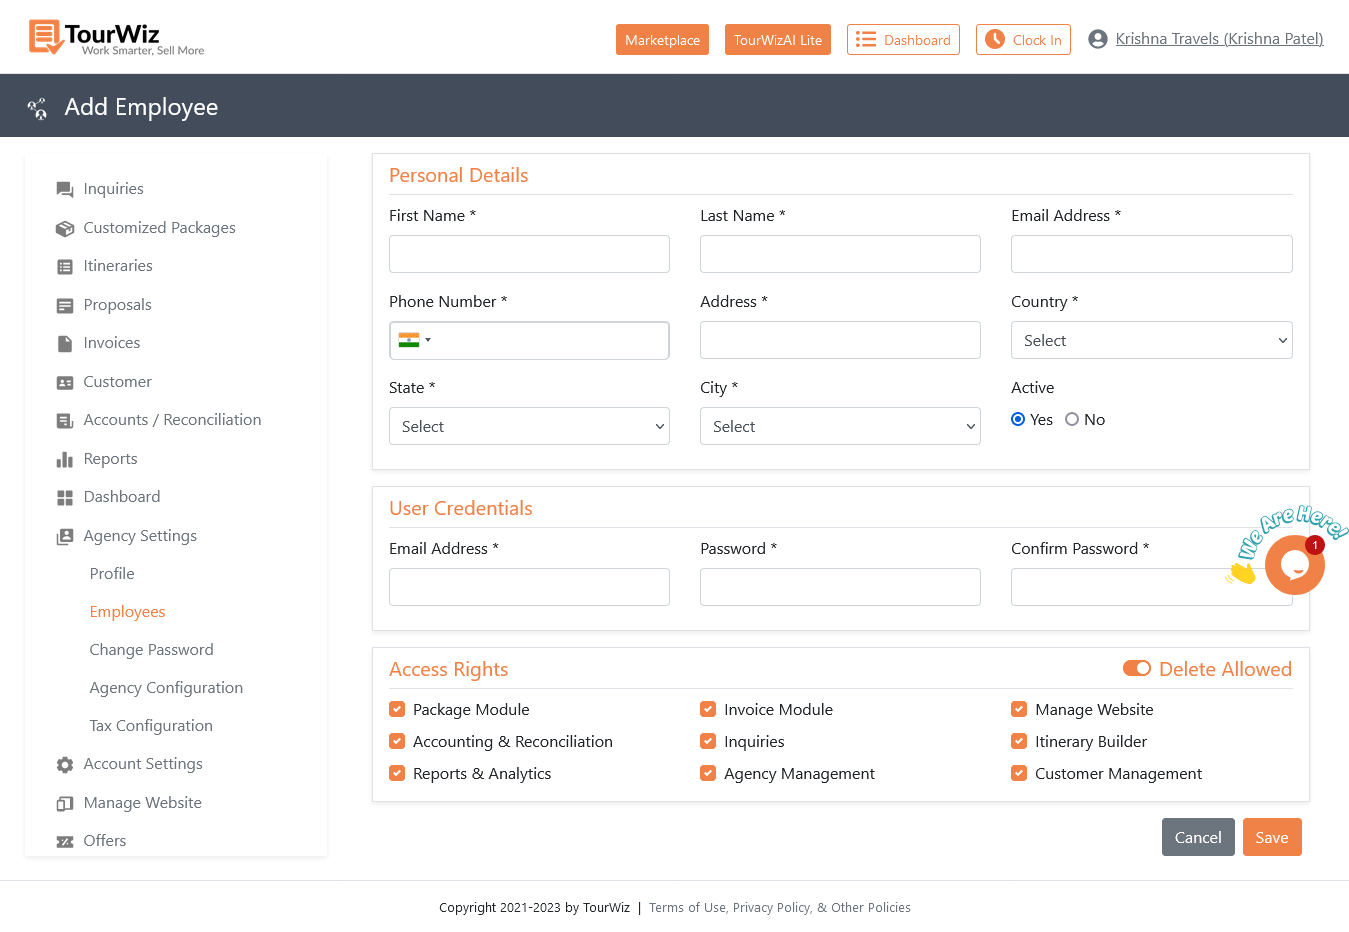 TourWiz
Work Smarter, Sell More
Marketplace
TourWizAI Lite
Dashboard
Clock In
Krishna Travels (Krishna Patel)
Add Employee
Inquiries
Customized Packages
Itineraries
Proposals
Invoices
Customer
Accounts / Reconciliation
Reports
Dashboard
Agency Settings
Profile
Employees
Change Password
Agency Configuration
Tax Configuration
Account Settings
Manage Website
Offers
Personal Details
First Name *
Last Name *
Email Address *
Phone Number *
Address *
Country *
Select
State *
City *
Active
Select
Select
Yes
No
User Credentials
Email Address *
Password *
Confirm Password *
We Are Here!
1
Access Rights
Delete Allowed
Package Module
Invoice Module
Manage Website
Accounting & Reconciliation
Inquiries
Itinerary Builder
Reports & Analytics
Agency Management
Customer Management
Cancel
Save
Copyright 2021-2023 by TourWiz | Terms of Use, Privacy Policy, & Other Policies